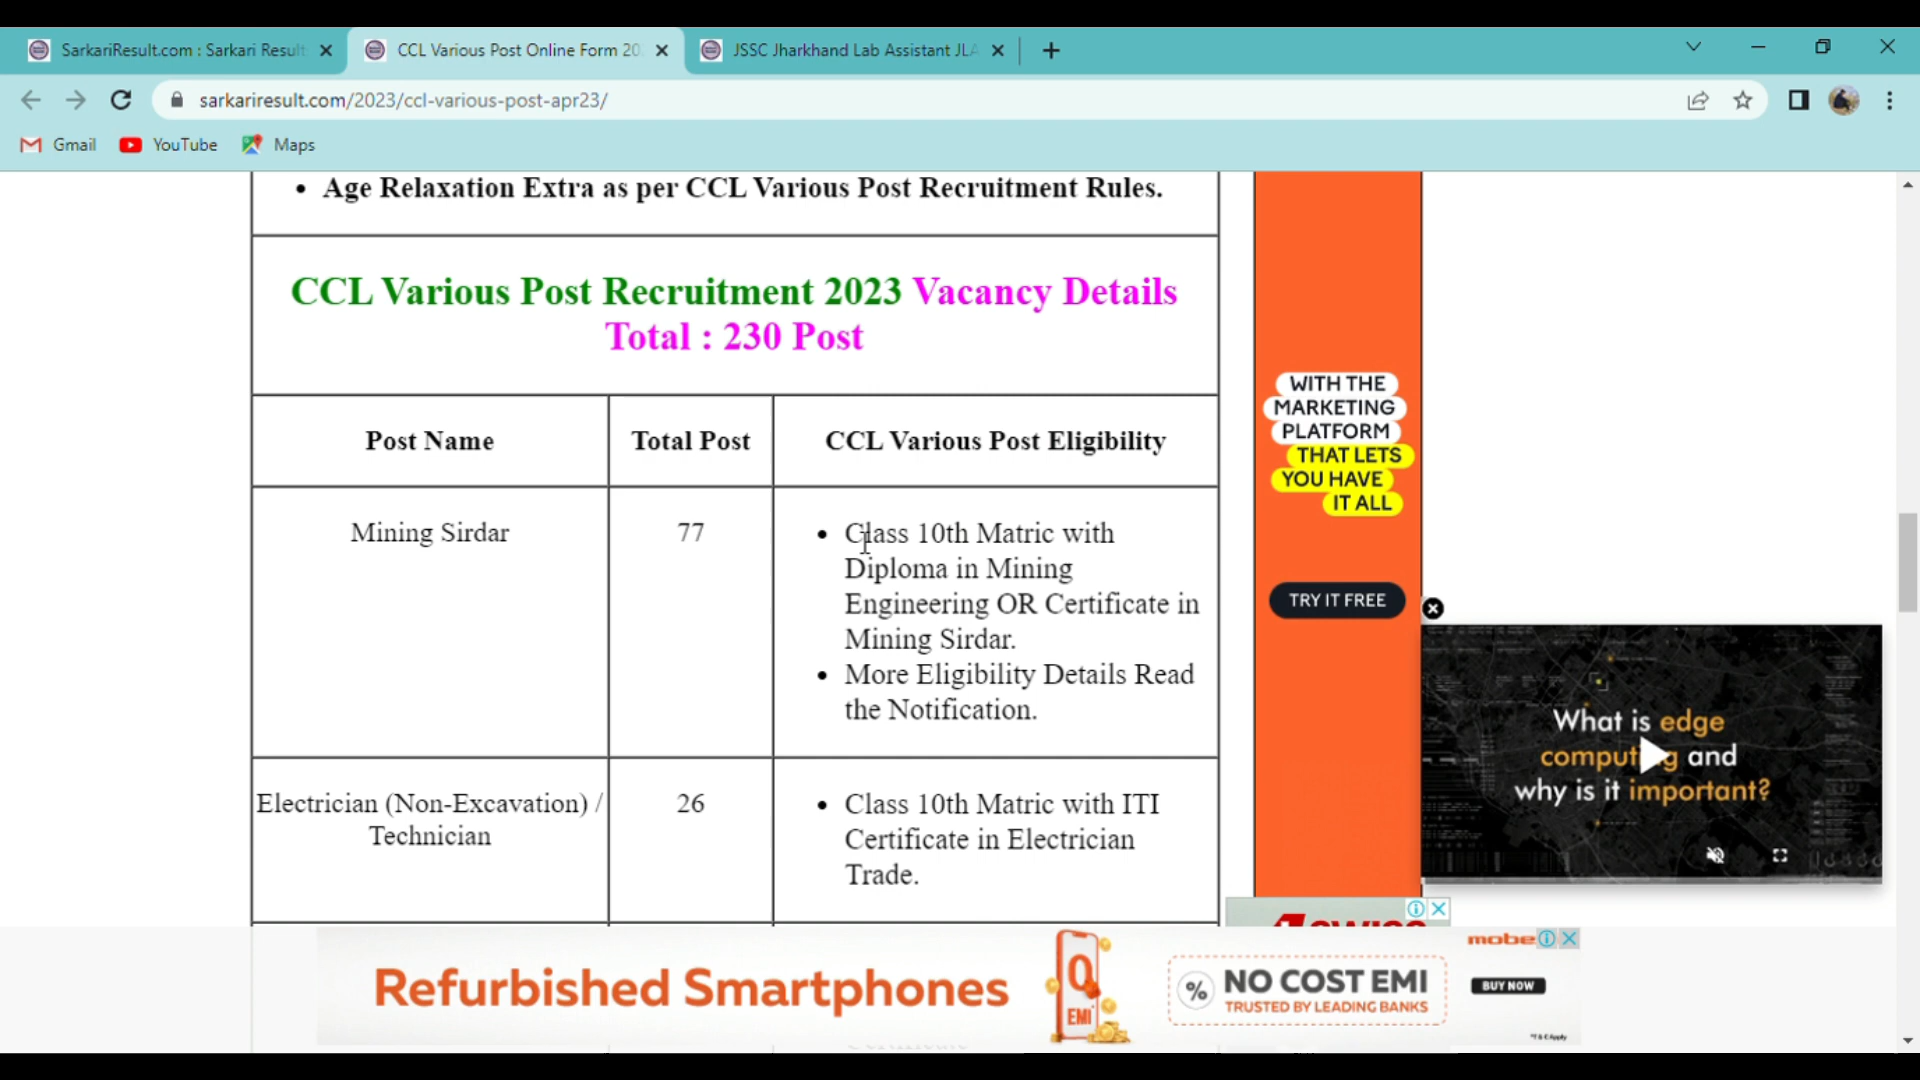 SarkariResult.com : Sarkari Result
CCL Various Post Online Form 20
JSSC Jharkhand Lab Assistant JLA
sarkariresult.com/2023/ccl-various-post-apr23/
Gmail
YouTube
Maps
• Age Relaxation Extra as per CCL Various Post Recruitment Rules.
CCL Various Post Recruitment 2023 Vacancy Details
Total : 230 Post
Post Name
Total Post
CCL Various Post Eligibility
Mining Sirdar
77
• Class 10th Matric with
Diploma in Mining
Engineering OR Certificate in
Mining Sirdar.
• More Eligibility Details Read
the Notification.
Electrician (Non-Excavation) /
Technician
26
• Class 10th Matric with ITI
Certificate in Electrician
Trade.
WITH THE
MARKETING
PLATFORM
THAT LETS
YOU HAVE
IT ALL
TRY IT FREE
What is edge
computing and
why is it important?
Refurbished Smartphones
EMI
%
NO COST EMI
TRUSTED BY LEADING BANKS
mobe
BUY NOW
*T & C Apply